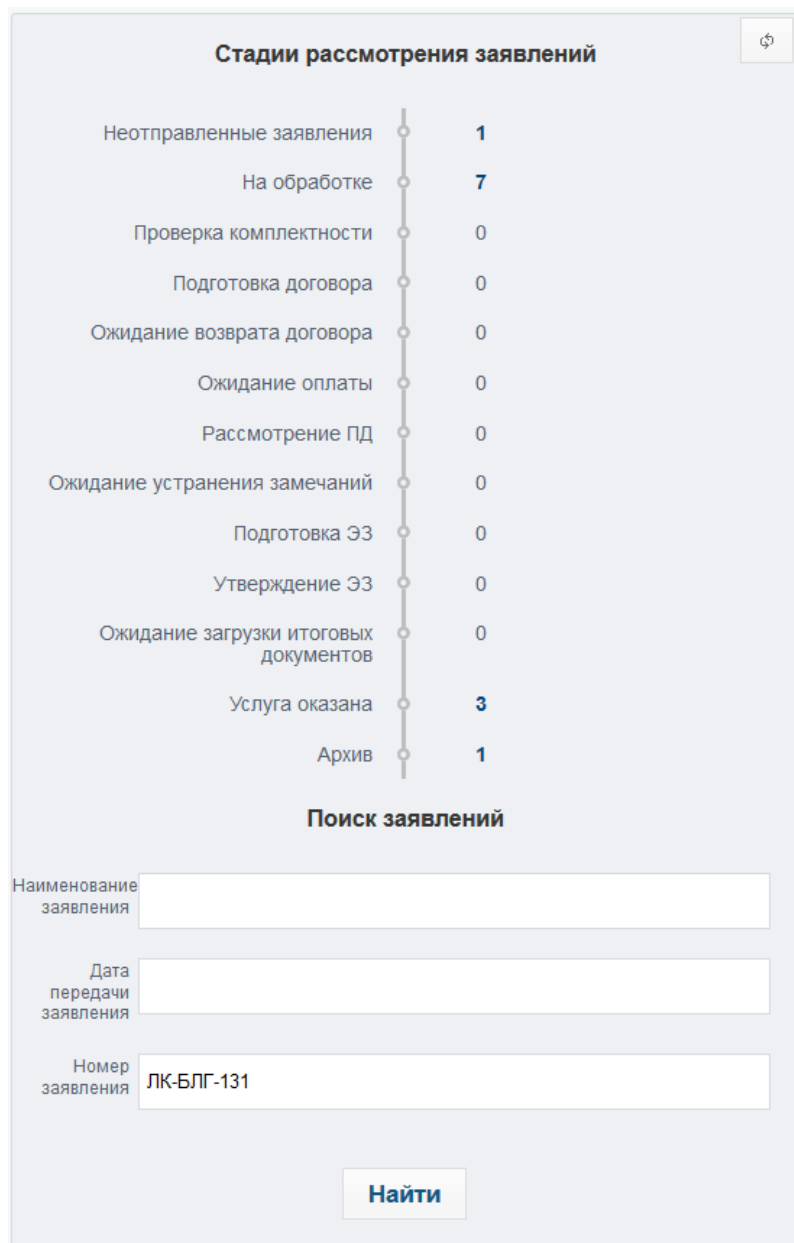 Стадии рассмотрения заявлений
Неотправленные заявления 1
На обработке 7
Проверка комплектности 0
Подготовка договора 0
Ожидание возврата договора 0
Ожидание оплаты 0
Рассмотрение ПД 0
Ожидание устранения замечаний 0
Подготовка ЭЗ 0
Утверждение ЭЗ 0
Ожидание загрузки итоговых 0
документов
Услуга оказана 3
Архив 1
Поиск заявлений
Наименование
заявления
Дата
передачи
заявления
Номер
заявления
ЛК-БЛГ-131
Найти